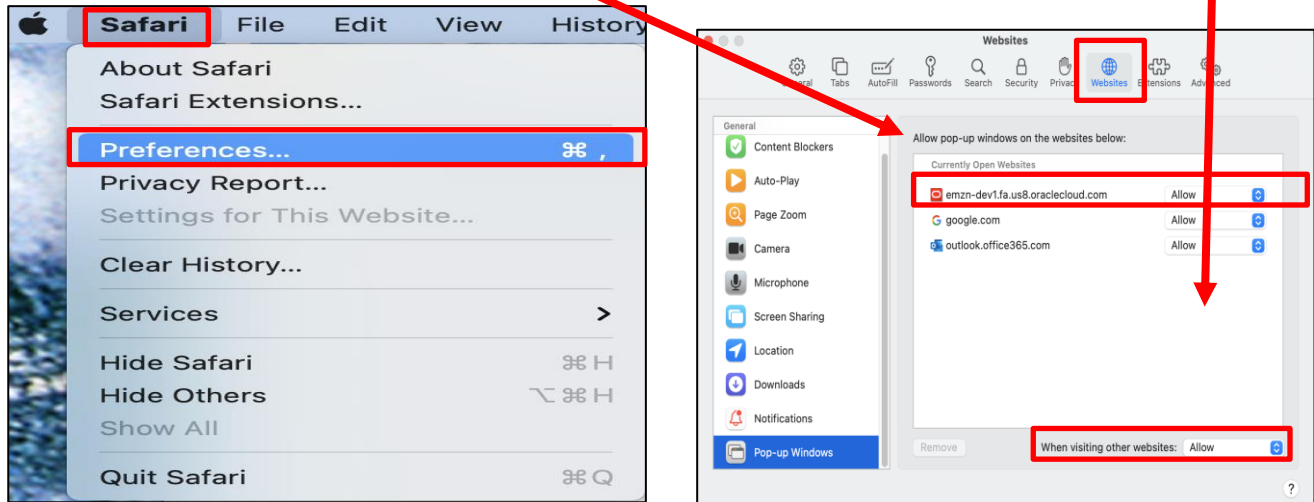 Safari File Edit View History
About Safari
Safari Extensions...
Preferences... ⌘ ,
Privacy Report...
Settings for This Website...
Clear History...
Services >
Hide Safari ⌘ H
Hide Others ⌥ ⌘ H
Show All
Quit Safari ⌘ Q
Websites
General Tabs AutoFill Passwords Search Security Privacy Websites Extensions Advanced
General
Content Blockers
Auto-Play
Page Zoom
Camera
Microphone
Screen Sharing
Location
Downloads
Notifications
Pop-up Windows
Allow pop-up windows on the websites below:
Currently Open Websites
emzn-dev1.fa.us8.oraclecloud.com Allow
google.com Allow
outlook.office365.com Allow
Remove When visiting other websites: Allow
?